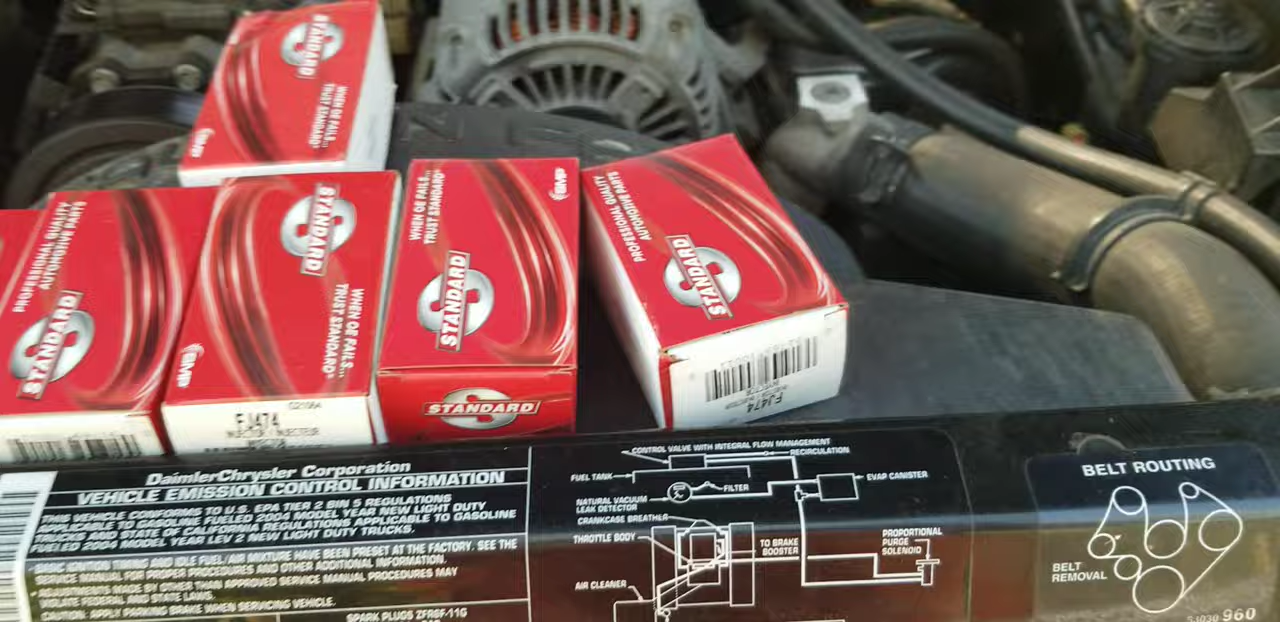 STANDARD
WHEN OE FAILS...
TRUST STANDARD®
SMP
PROFESSIONAL QUALITY
AUTOMOTIVE PARTS
STANDARD
STANDARD
WHEN OE FAILS...
TRUST STANDARD®
SMP
FJ474
INJECTOR / INJECTEUR
WHEN OE FAILS...
TRUST STANDARD®
SMP
STANDARD
STANDARD
PROFESSIONAL QUALITY
AUTOMOTIVE PARTS
STANDARD
FJ474
DaimlerChrysler Corporation
VEHICLE EMISSION CONTROL INFORMATION
THIS VEHICLE CONFORMS TO U.S. EPA TIER 2 BIN 5 REGULATIONS
APPLICABLE TO GASOLINE FUELED 2004 MODEL YEAR NEW LIGHT DUTY
TRUCKS AND STATE OF CALIFORNIA REGULATIONS APPLICABLE TO GASOLINE
FUELED 2004 MODEL YEAR LEV 2 NEW LIGHT DUTY TRUCKS.
· BASIC IGNITION TIMING AND IDLE FUEL/AIR MIXTURE HAVE BEEN PRESET AT THE FACTORY. SEE THE
SERVICE MANUAL FOR PROPER PROCEDURES AND OTHER ADDITIONAL INFORMATION.
· ADJUSTMENTS MADE BY OTHER THAN APPROVED SERVICE MANUAL PROCEDURES MAY
VIOLATE FEDERAL AND STATE LAWS.
CAUTION: APPLY PARKING BRAKE WHEN SERVICING VEHICLE.
SPARK PLUGS ZFR6F-11G
CONTROL VALVE WITH INTEGRAL FLOW MANAGEMENT
RECIRCULATION
FUEL TANK
EVAP CANISTER
FILTER
NATURAL VACUUM
LEAK DETECTOR
CRANKCASE BREATHER
THROTTLE BODY
TO BRAKE
BOOSTER
PROPORTIONAL
PURGE
SOLENOID
AIR CLEANER
BELT ROUTING
BELT
REMOVAL
960